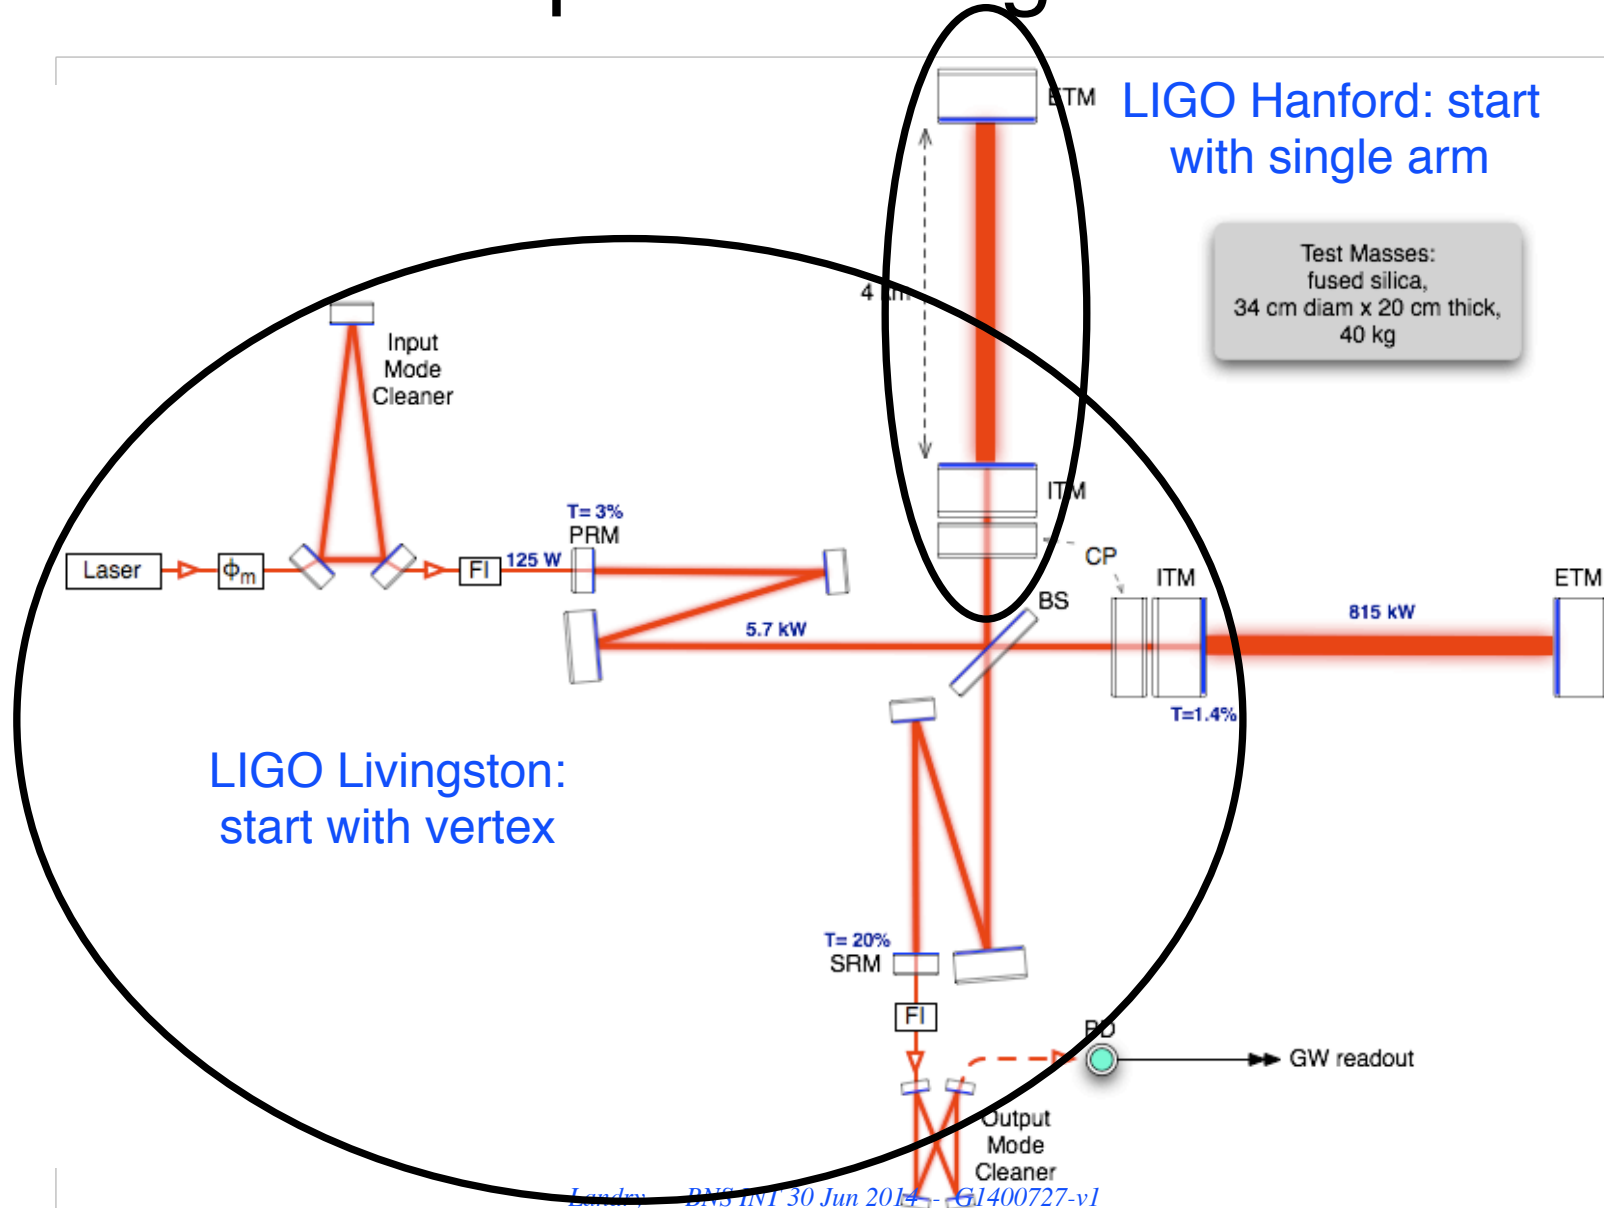 ETM
LIGO Hanford: start
with single arm
Test Masses:
fused silica,
34 cm diam x 20 cm thick,
40 kg
4 km
Input
Mode
Cleaner
ITM
T= 3%
PRM
Laser
ϕm
FI
125 W
CP
ITM
ETM
BS
815 kW
5.7 kW
T=1.4%
LIGO Livingston:
start with vertex
T= 20%
SRM
FI
PD
GW readout
Output
Mode
Cleaner
Landry, BNS INT 30 Jun 2014 - G1400727-v1